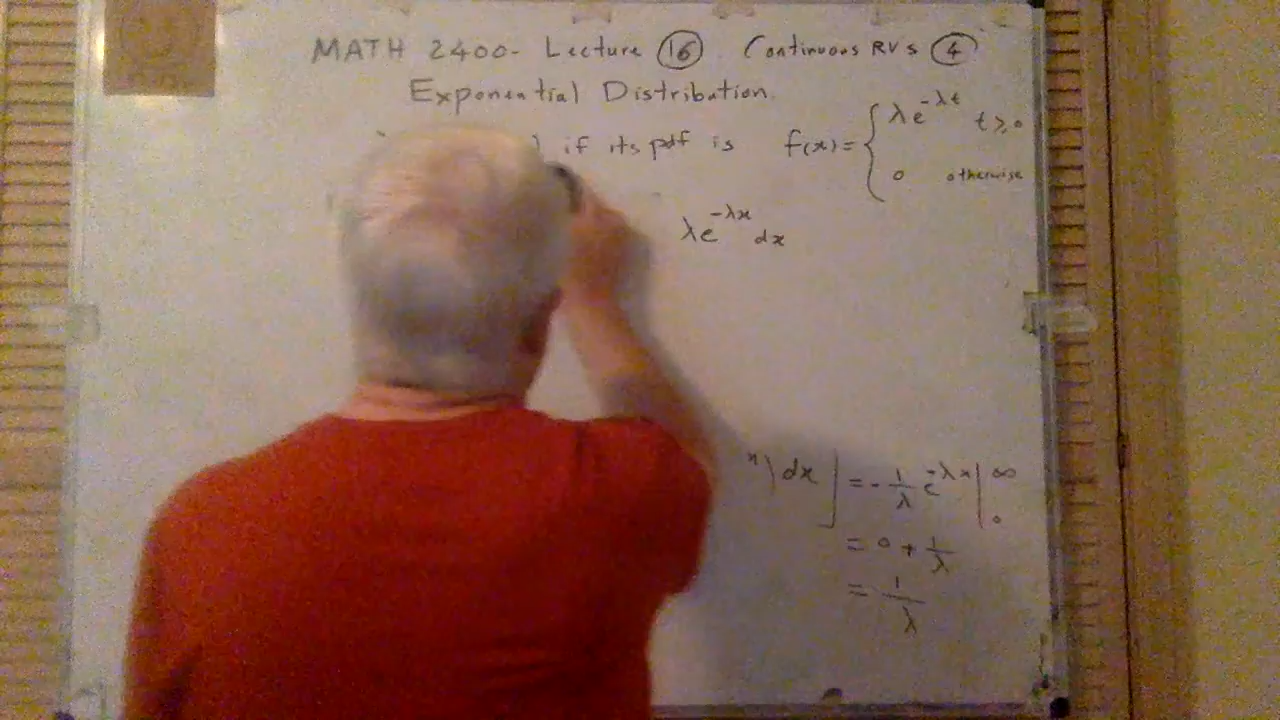 MATH 2400- Lecture 16 Continuous RVs 4
Exponential Distribution.
) if its pdf is f(x)= { λe^-λt t≥0
0 otherwise
λe^-λx dx
x) dx ] = -1/λ e^-λx |∞ 0
= 0 + 1/λ
= 1/λ